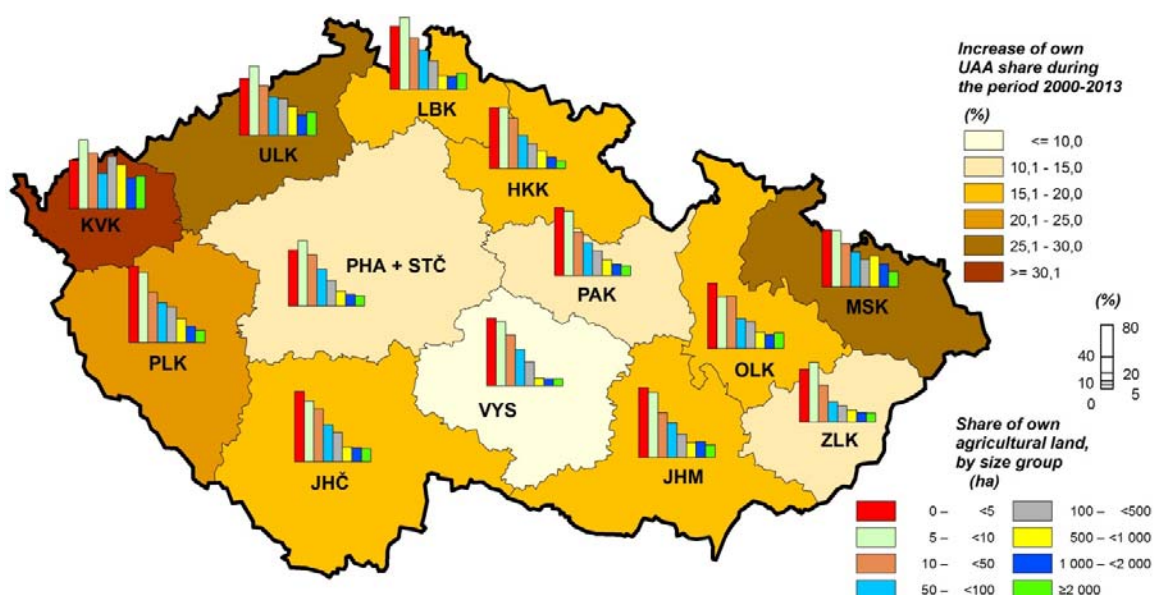 LBK
ULK
HKK
KVK
PHA + STČ
PAK
MSK
PLK
OLK
VYS
ZLK
JHČ
JHM
Increase of own
UAA share during
the period 2000-2013
(%)
<= 10,0
10,1 - 15,0
15,1 - 20,0
20,1 - 25,0
25,1 - 30,0
>= 30,1
(%)
80
40
20
10
5
0
Share of own
agricultural land,
by size group
(ha)
0 – <5
5 – <10
10 – <50
50 – <100
100 – <500
500 – <1 000
1 000 – <2 000
≥2 000